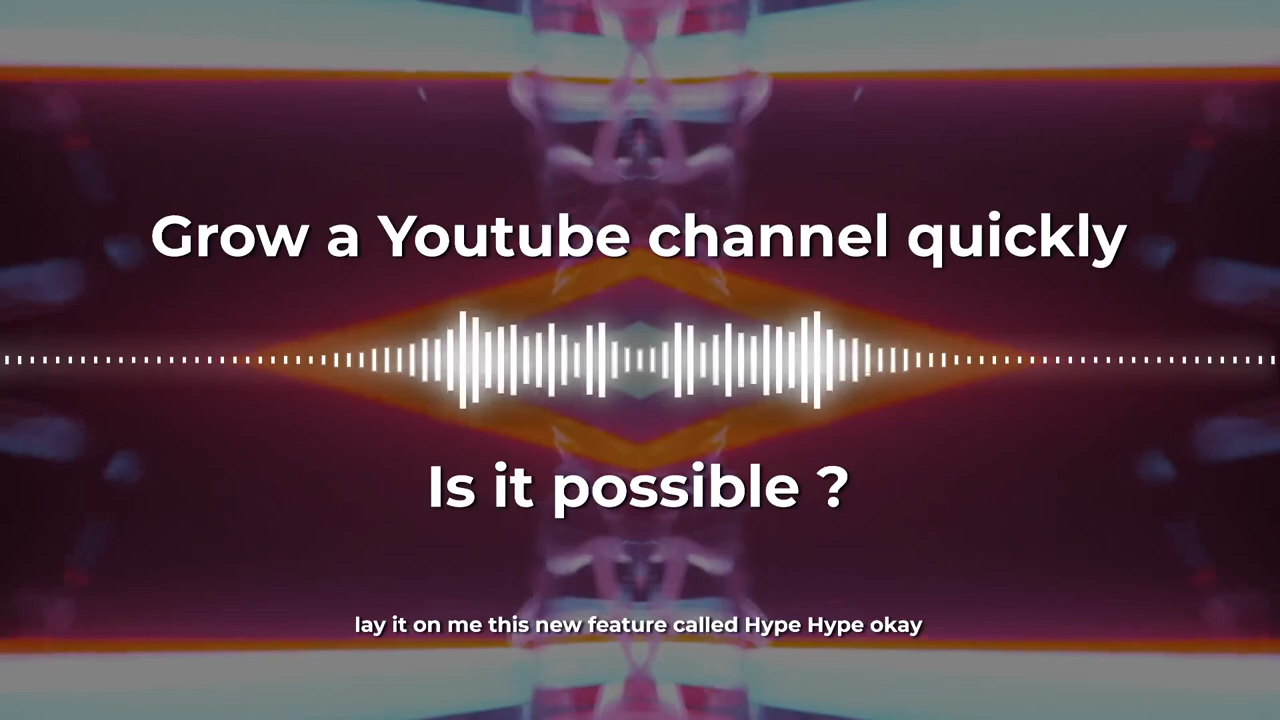 Grow a Youtube channel quickly
Is it possible ?
lay it on me this new feature called Hype Hype okay